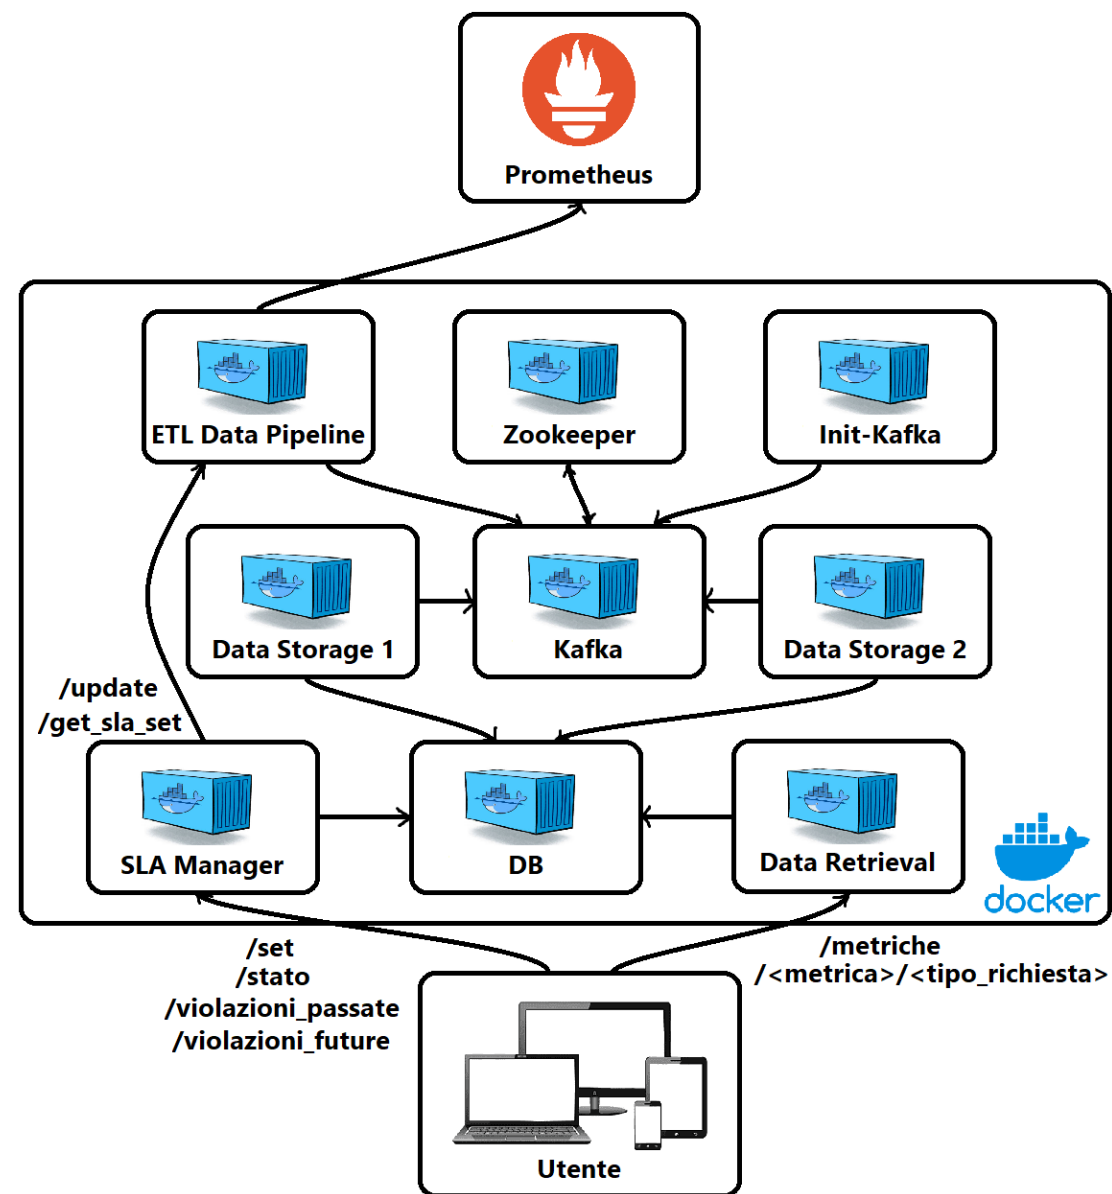 Prometheus
ETL Data Pipeline
Zookeeper
Init-Kafka
Data Storage 1
Kafka
Data Storage 2
/update
/get_sla_set
SLA Manager
DB
Data Retrieval
docker
/set
/stato
/violazioni_passate
/violazioni_future
/metriche
/<metrica>/<tipo_richiesta>
Utente